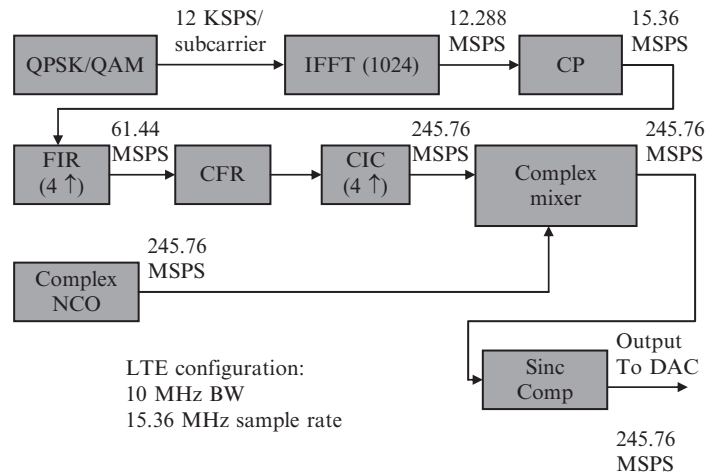 12 KSPS/
subcarrier
12.288
MSPS
15.36
MSPS
QPSK/QAM
IFFT (1024)
CP
61.44
MSPS
245.76
MSPS
245.76
MSPS
FIR
(4 ↑)
CFR
CIC
(4 ↑)
Complex
mixer
245.76
MSPS
Complex
NCO
LTE configuration:
10 MHz BW
15.36 MHz sample rate
Sinc
Comp
Output
To DAC
245.76
MSPS